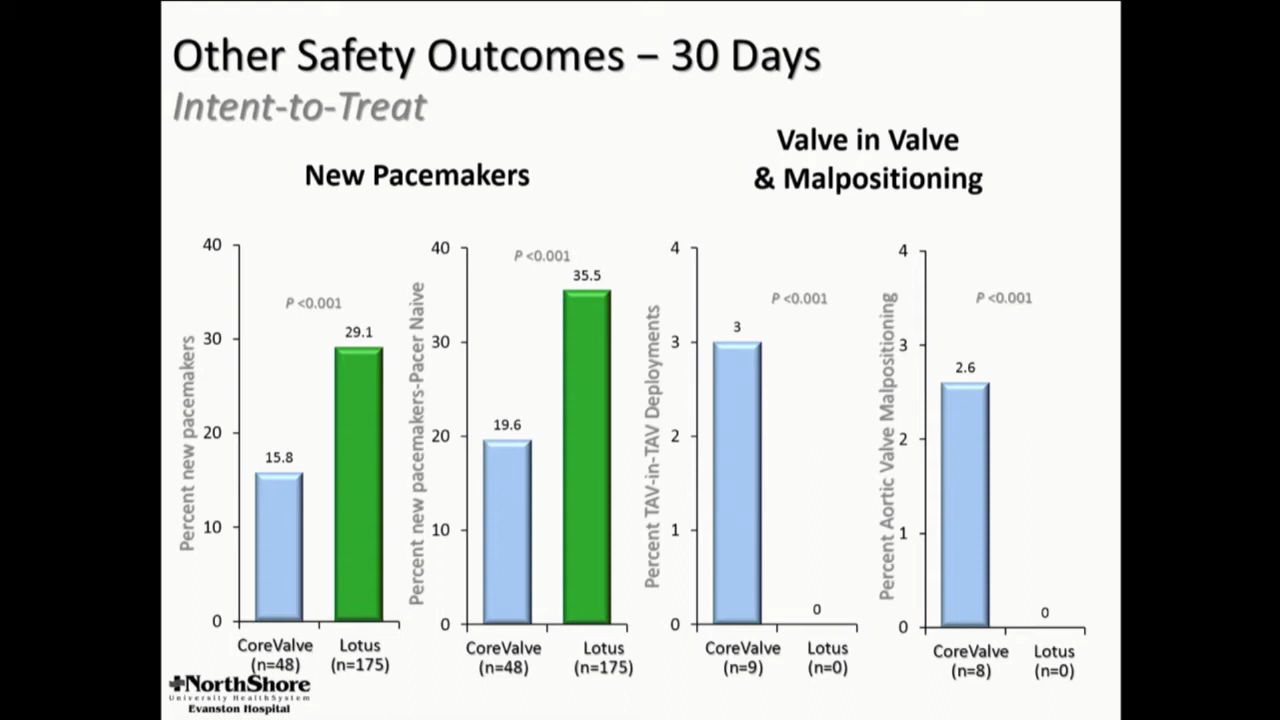 Other Safety Outcomes – 30 Days
Intent-to-Treat
New Pacemakers
Valve in Valve
& Malpositioning
Percent new pacemakers
40
30
20
10
0
P <0.001
15.8
29.1
CoreValve
(n=48)
Lotus
(n=175)
Percent new pacemakers-Pacer Naive
40
30
20
10
0
P <0.001
19.6
35.5
CoreValve
(n=48)
Lotus
(n=175)
Percent TAV-in-TAV Deployments
4
3
2
1
0
P <0.001
3
0
CoreValve
(n=9)
Lotus
(n=0)
Percent Aortic Valve Malpositioning
4
3
2
1
0
P <0.001
2.6
0
CoreValve
(n=8)
Lotus
(n=0)
NorthShore
University HealthSystem
Evanston Hospital